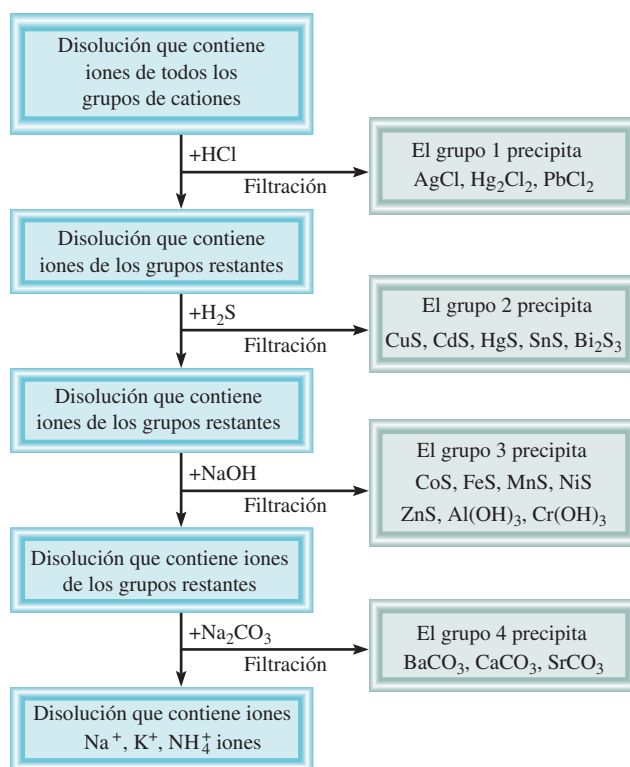 Disolución que contiene
iones de todos los
grupos de cationes
+HCl
Filtración
El grupo 1 precipita
AgCl, Hg₂Cl₂, PbCl₂
Disolución que contiene
iones de los grupos restantes
+H₂S
Filtración
El grupo 2 precipita
CuS, CdS, HgS, SnS, Bi₂S₃
Disolución que contiene
iones de los grupos restantes
+NaOH
Filtración
El grupo 3 precipita
CoS, FeS, MnS, NiS
ZnS, Al(OH)₃, Cr(OH)₃
Disolución que contiene iones
de los grupos restantes
+Na₂CO₃
Filtración
El grupo 4 precipita
BaCO₃, CaCO₃, SrCO₃
Disolución que contiene iones
Na⁺, K⁺, NH₄⁺ iones